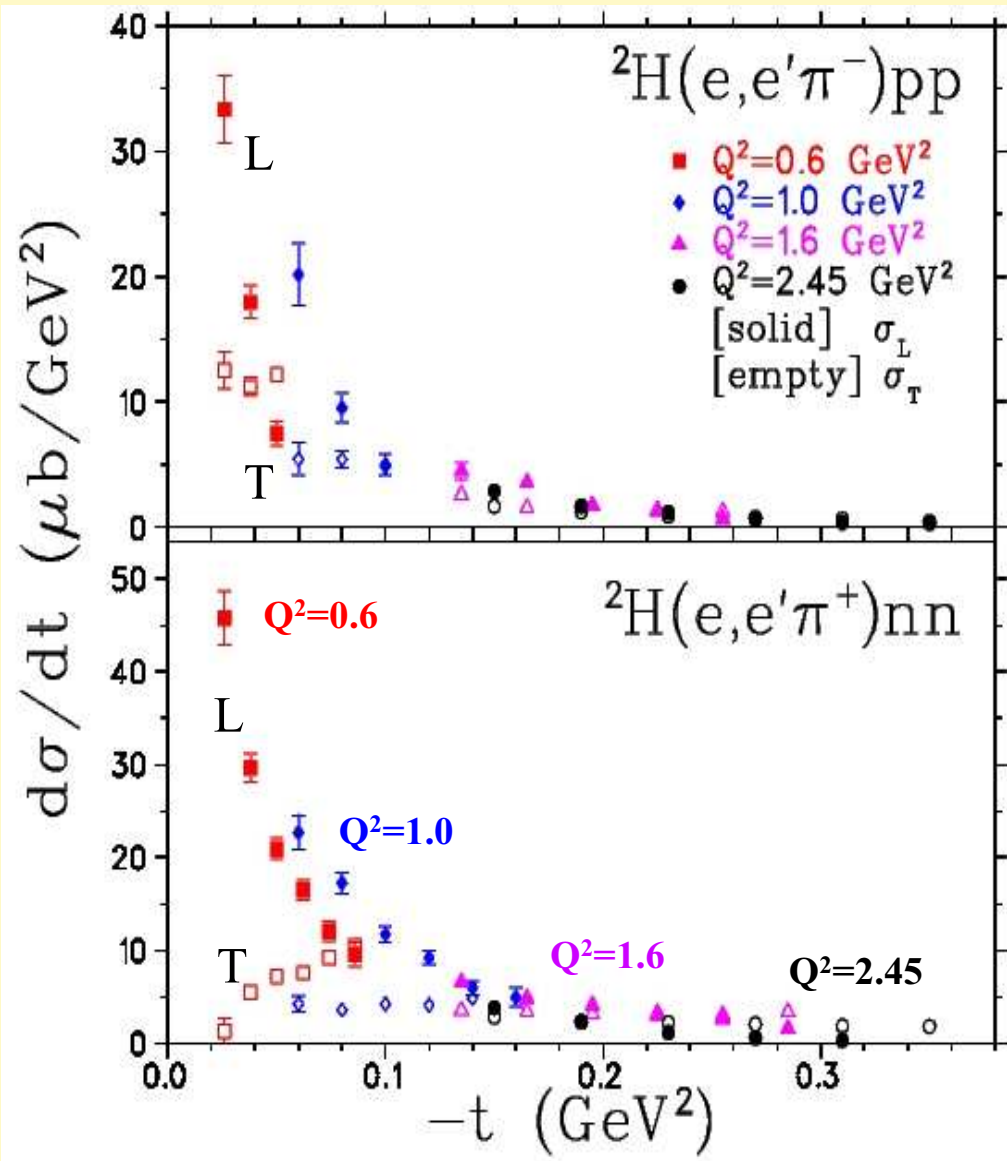 40
30
20
10
0
²H(e,e′π⁻)pp
Q²=0.6 GeV²
Q²=1.0 GeV²
Q²=1.6 GeV²
Q²=2.45 GeV²
[solid] σ_L
[empty] σ_T
L
T
dσ/dt (μb/GeV²)
50
40
30
20
10
0
²H(e,e′π⁺)nn
Q²=0.6
L
Q²=1.0
T
Q²=1.6
Q²=2.45
0.0 0.1 0.2 0.3
−t (GeV²)